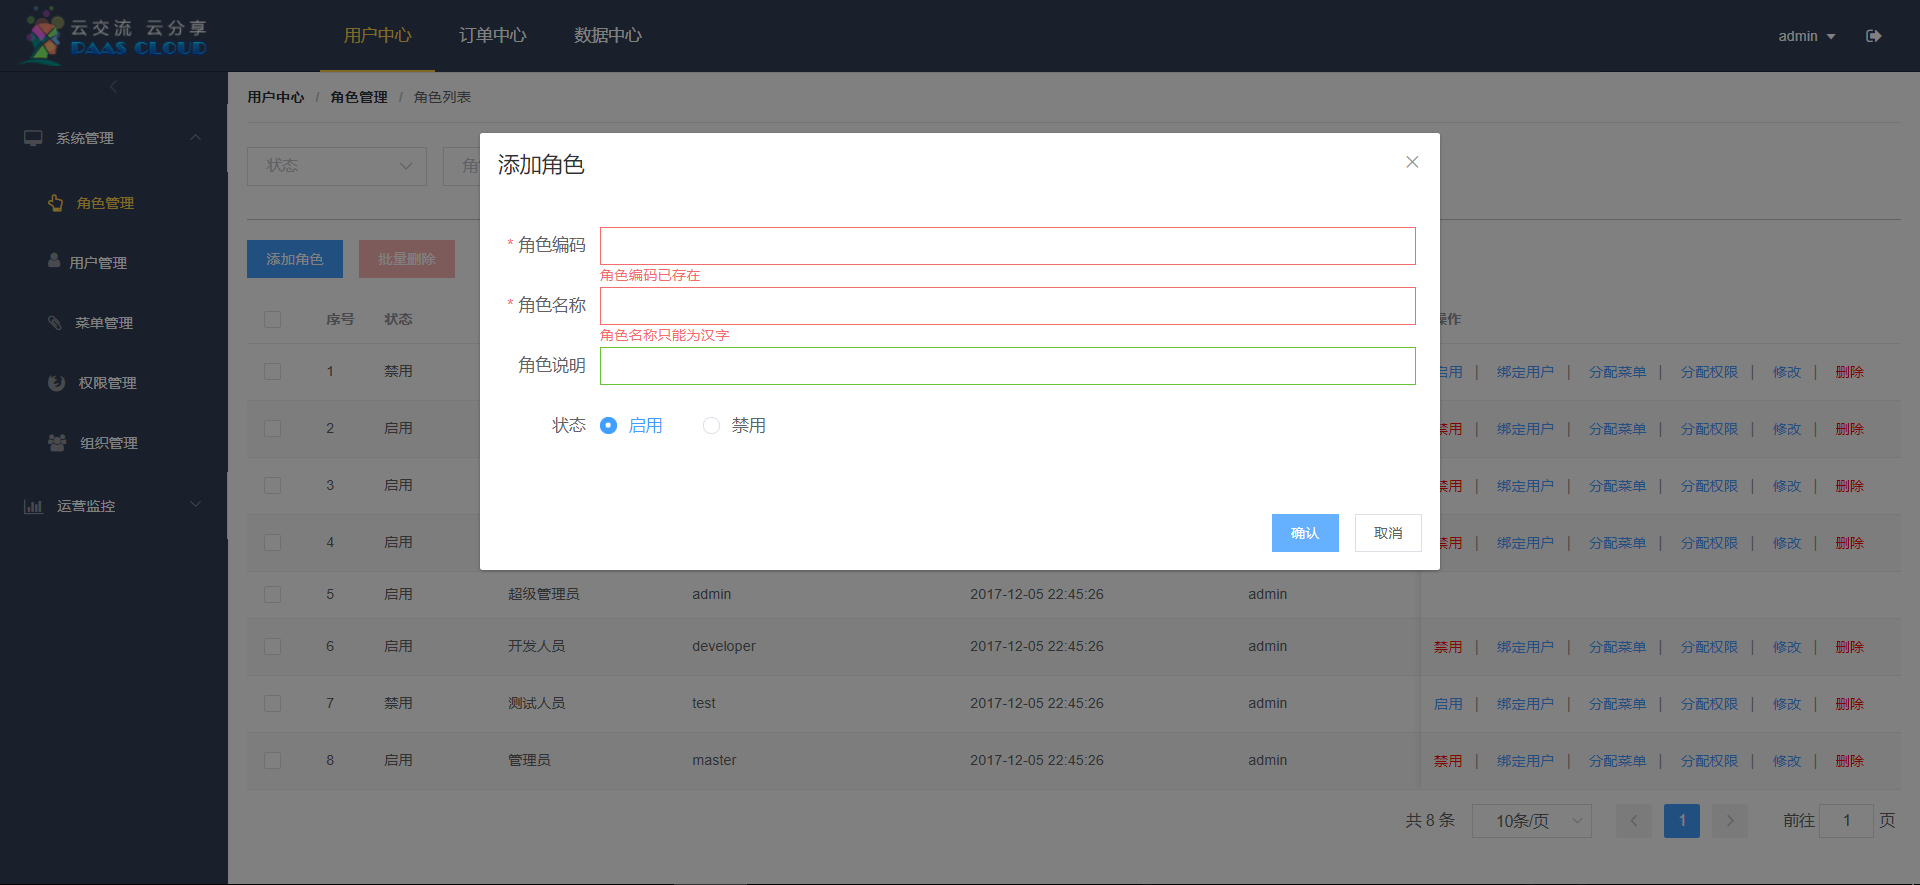 云交流 云分享
DAAS CLOUD
用户中心 订单中心 数据中心
admin
用户中心 / 角色管理 / 角色列表
系统管理
角色管理
用户管理
菜单管理
权限管理
组织管理
运营监控
状态
添加角色 批量删除
添加角色
* 角色编码
角色编码已存在
* 角色名称
角色名称只能为汉字
角色说明
状态 启用 禁用
确认 取消
序号 状态 操作
1 禁用 启用 | 绑定用户 | 分配菜单 | 分配权限 | 修改 | 删除
2 启用 禁用 | 绑定用户 | 分配菜单 | 分配权限 | 修改 | 删除
3 启用 禁用 | 绑定用户 | 分配菜单 | 分配权限 | 修改 | 删除
4 启用 禁用 | 绑定用户 | 分配菜单 | 分配权限 | 修改 | 删除
5 启用 超级管理员 admin 2017-12-05 22:45:26 admin
6 启用 开发人员 developer 2017-12-05 22:45:26 admin 禁用 | 绑定用户 | 分配菜单 | 分配权限 | 修改 | 删除
7 禁用 测试人员 test 2017-12-05 22:45:26 admin 启用 | 绑定用户 | 分配菜单 | 分配权限 | 修改 | 删除
8 启用 管理员 master 2017-12-05 22:45:26 admin 禁用 | 绑定用户 | 分配菜单 | 分配权限 | 修改 | 删除
共 8 条 10条/页 1 前往 1 页